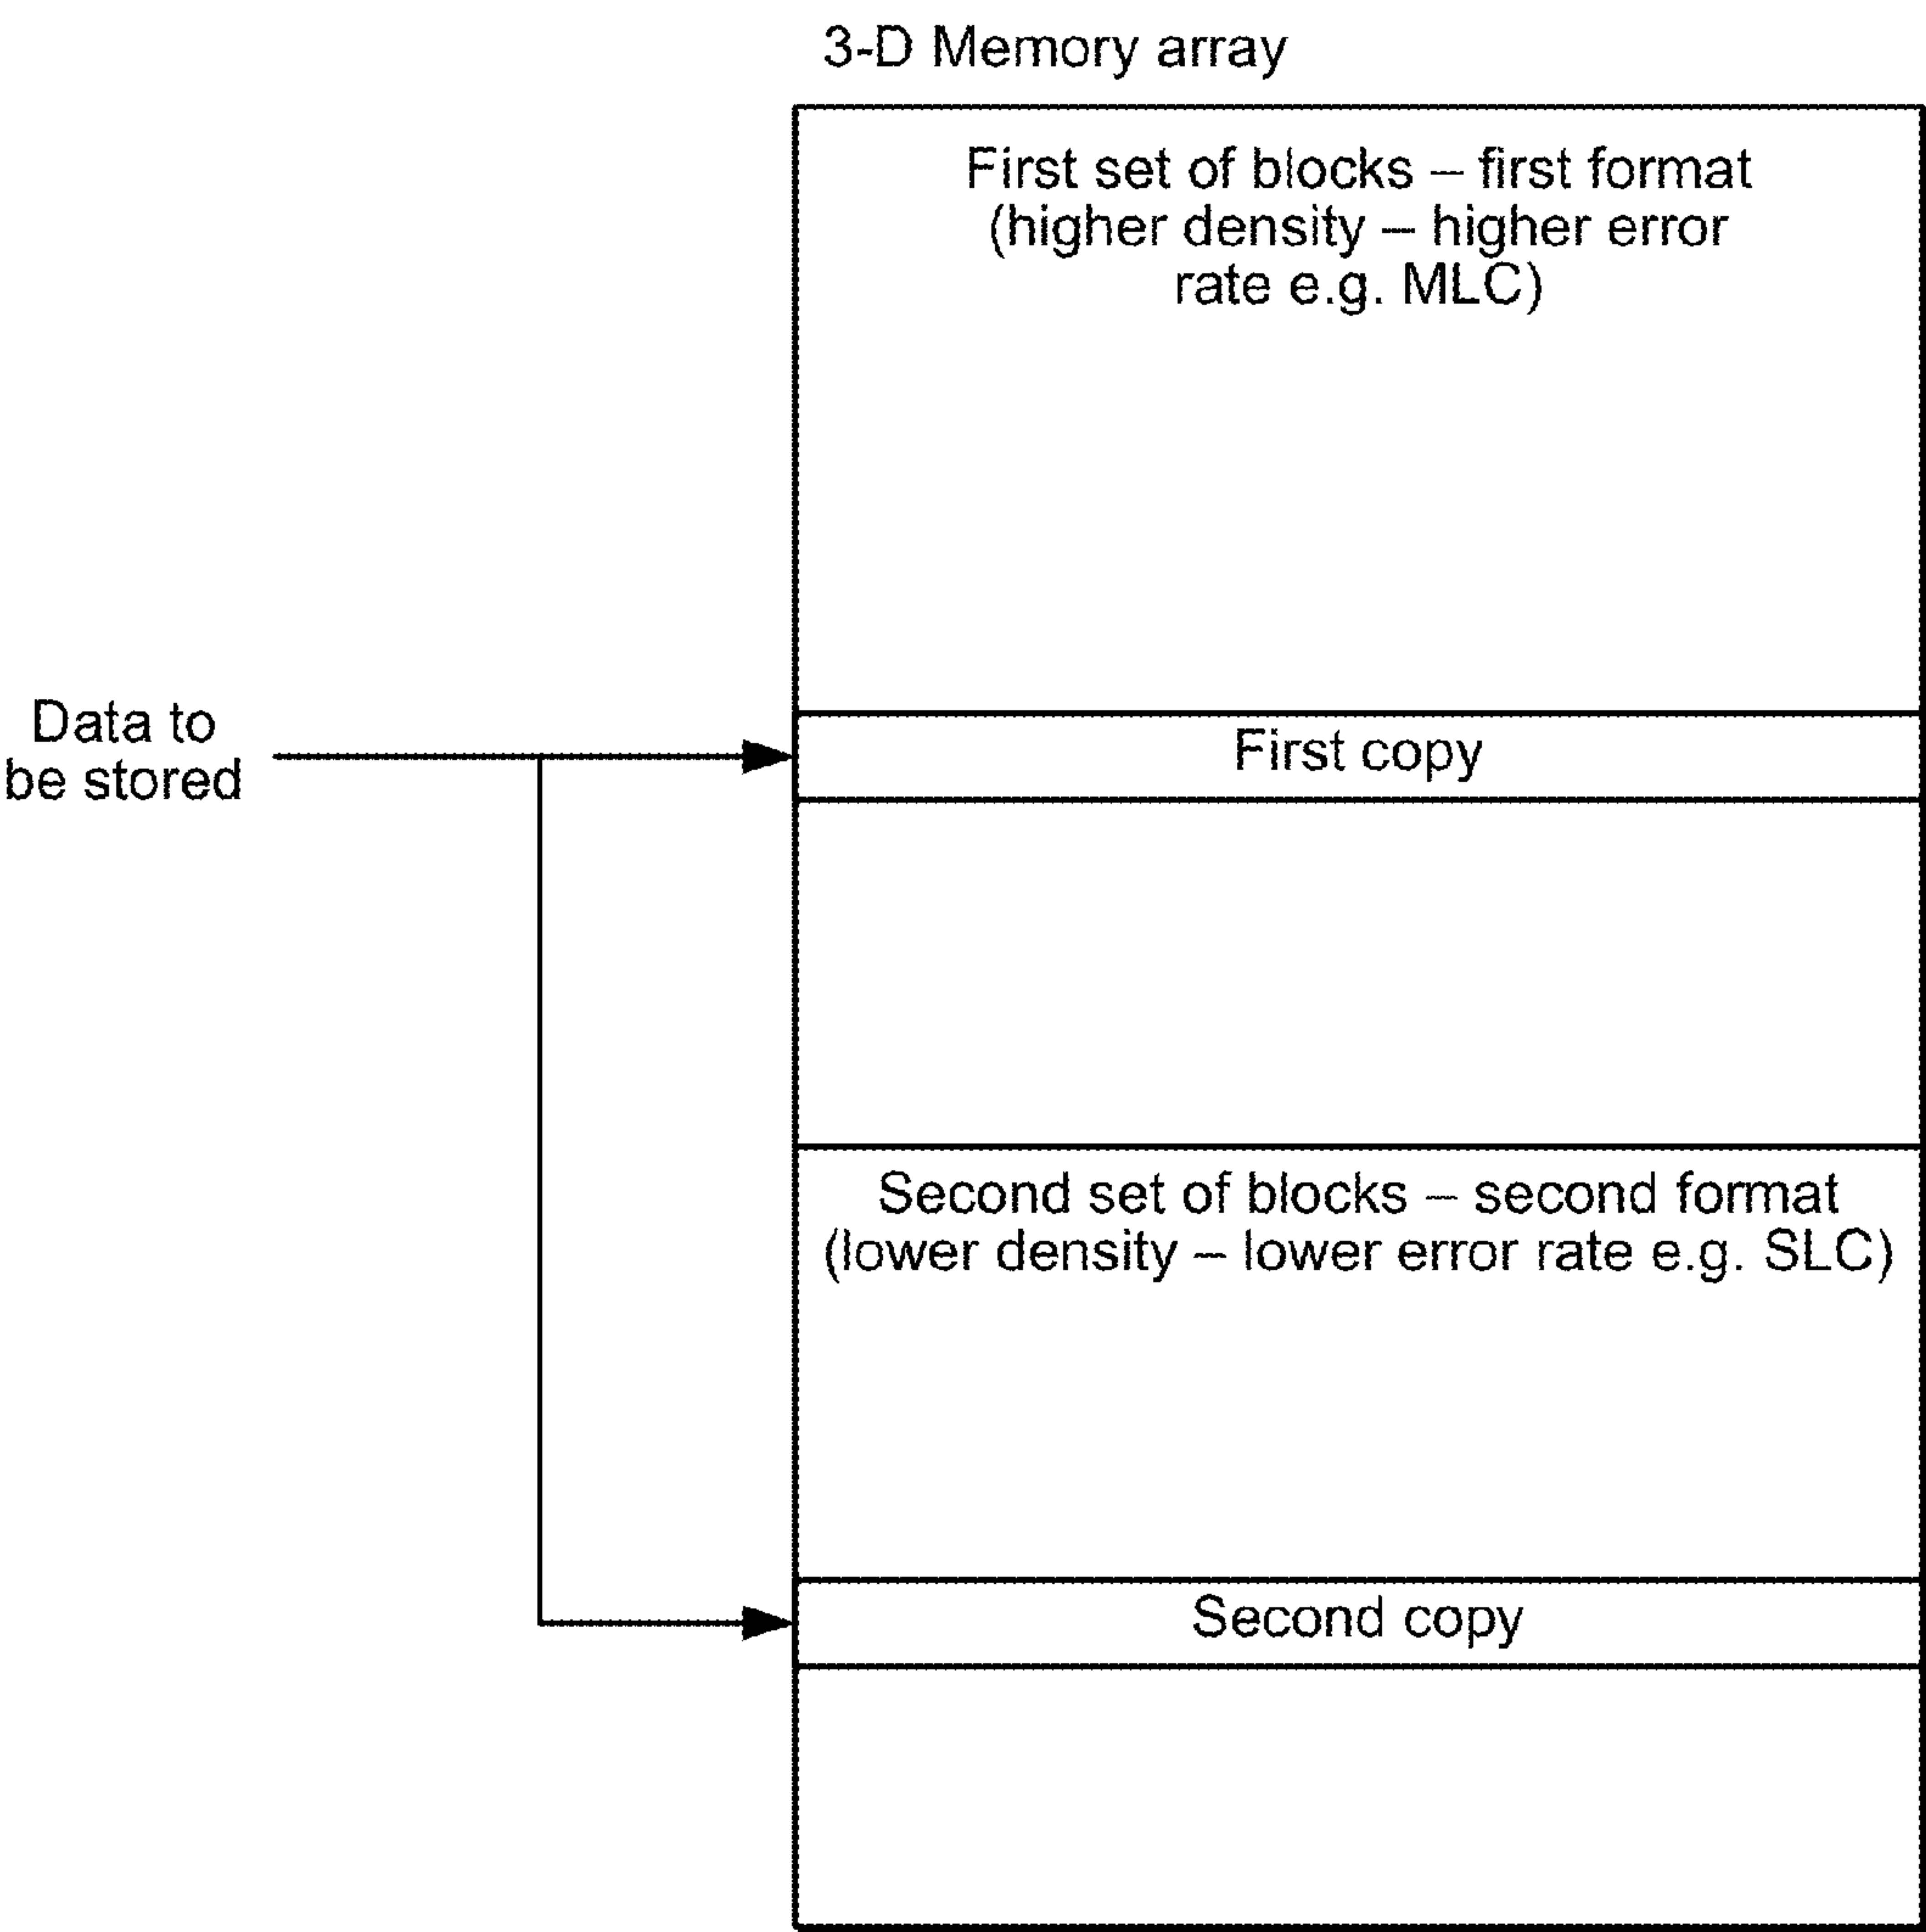 3-D Memory array
First set of blocks – first format
(higher density – higher error
rate e.g. MLC)
Data to
be stored
First copy
Second set of blocks – second format
(lower density – lower error rate e.g. SLC)
Second copy